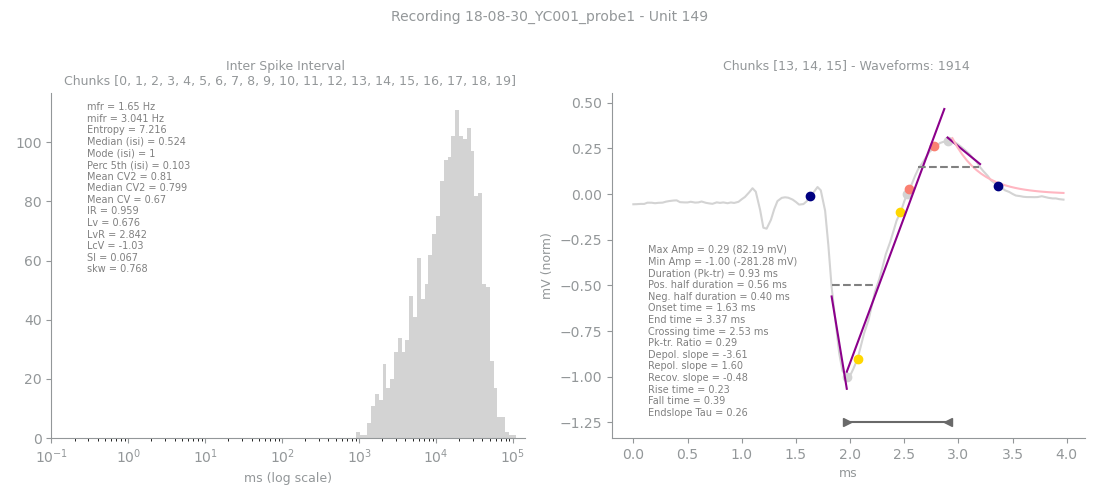 Recording 18-08-30_YC001_probe1 - Unit 149
Inter Spike Interval
Chunks [0, 1, 2, 3, 4, 5, 6, 7, 8, 9, 10, 11, 12, 13, 14, 15, 16, 17, 18, 19]
mfr = 1.65 Hz
mifr = 3.041 Hz
Entropy = 7.216
Median (isi) = 0.524
Mode (isi) = 1
Perc 5th (isi) = 0.103
Mean CV2 = 0.81
Median CV2 = 0.799
Mean CV = 0.67
IR = 0.959
Lv = 0.676
LvR = 2.842
LcV = -1.03
SI = 0.067
skw = 0.768
100
80
60
40
20
0
10⁻¹ 10⁰ 10¹ 10² 10³ 10⁴ 10⁵
ms (log scale)
Chunks [13, 14, 15] - Waveforms: 1914
mV (norm)
0.50
0.25
0.00
−0.25
−0.50
−0.75
−1.00
−1.25
Max Amp = 0.29 (82.19 mV)
Min Amp = -1.00 (-281.28 mV)
Duration (Pk-tr) = 0.93 ms
Pos. half duration = 0.56 ms
Neg. half duration = 0.40 ms
Onset time = 1.63 ms
End time = 3.37 ms
Crossing time = 2.53 ms
Pk-tr. Ratio = 0.29
Depol. slope = -3.61
Repol. slope = 1.60
Recov. slope = -0.48
Rise time = 0.23
Fall time = 0.39
Endslope Tau = 0.26
0.0 0.5 1.0 1.5 2.0 2.5 3.0 3.5 4.0
ms